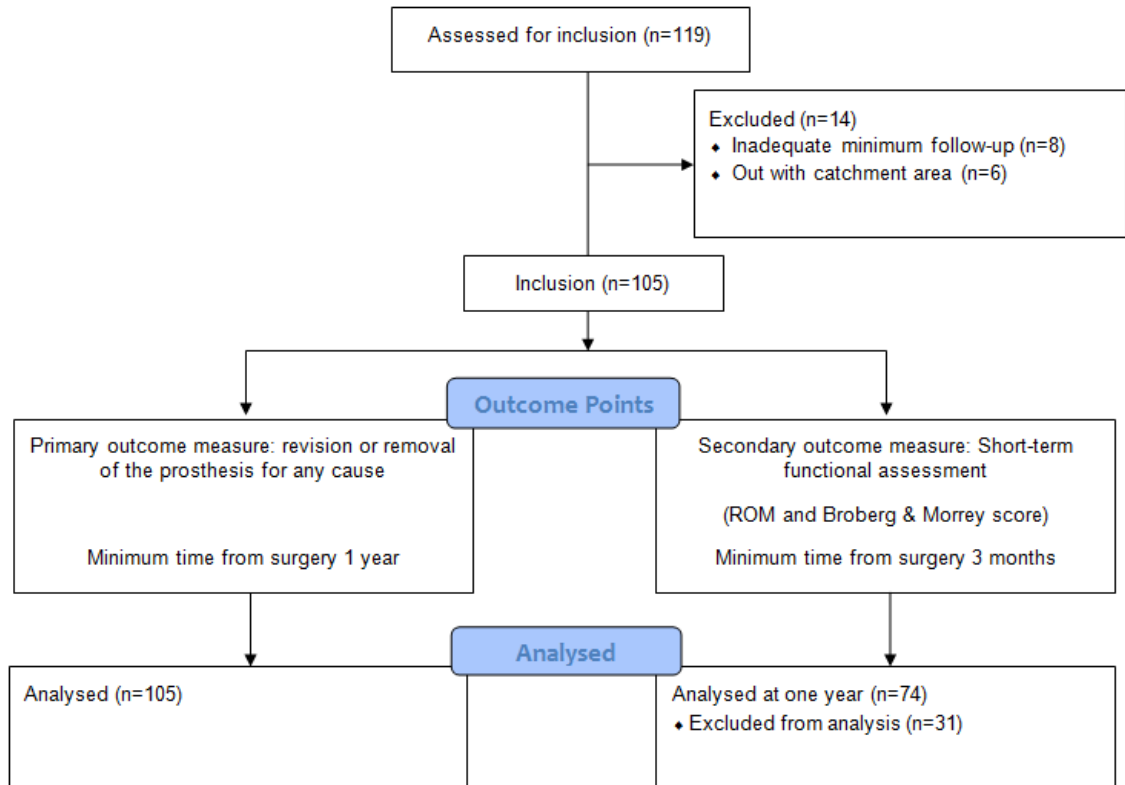 Assessed for inclusion (n=119)
Excluded (n=14)
⬥ Inadequate minimum follow-up (n=8)
⬥ Out with catchment area (n=6)
Inclusion (n=105)
Outcome Points
Primary outcome measure: revision or removal
of the prosthesis for any cause
Minimum time from surgery 1 year
Secondary outcome measure: Short-term
functional assessment
(ROM and Broberg & Morrey score)
Minimum time from surgery 3 months
Analysed
Analysed (n=105)
Analysed at one year (n=74)
⬥ Excluded from analysis (n=31)